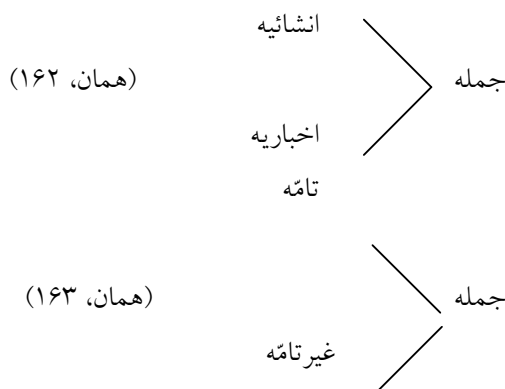 انشائیه
جمله (همان، ۱۶۲)
اخباریه
تامّه
جمله (همان، ۱۶۳)
غیرتامّه